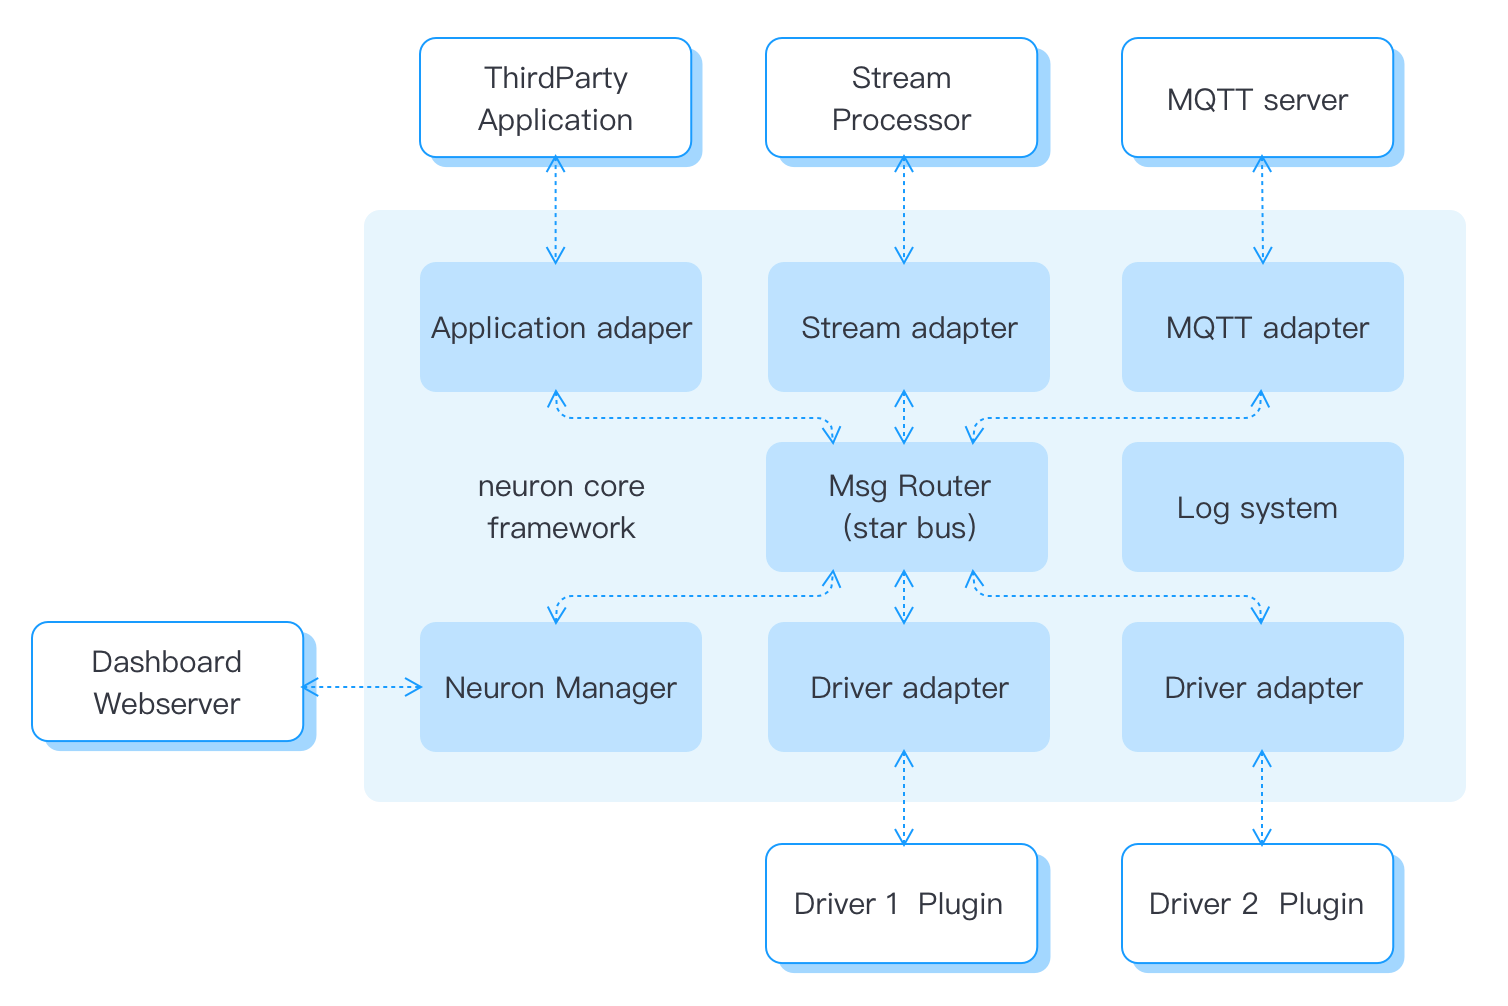 ThirdParty
Application
Stream
Processor
MQTT server
Application adaper
Stream adapter
MQTT adapter
neuron core
framework
Msg Router
(star bus)
Log system
Dashboard
Webserver
Neuron Manager
Driver adapter
Driver adapter
Driver 1 Plugin
Driver 2 Plugin